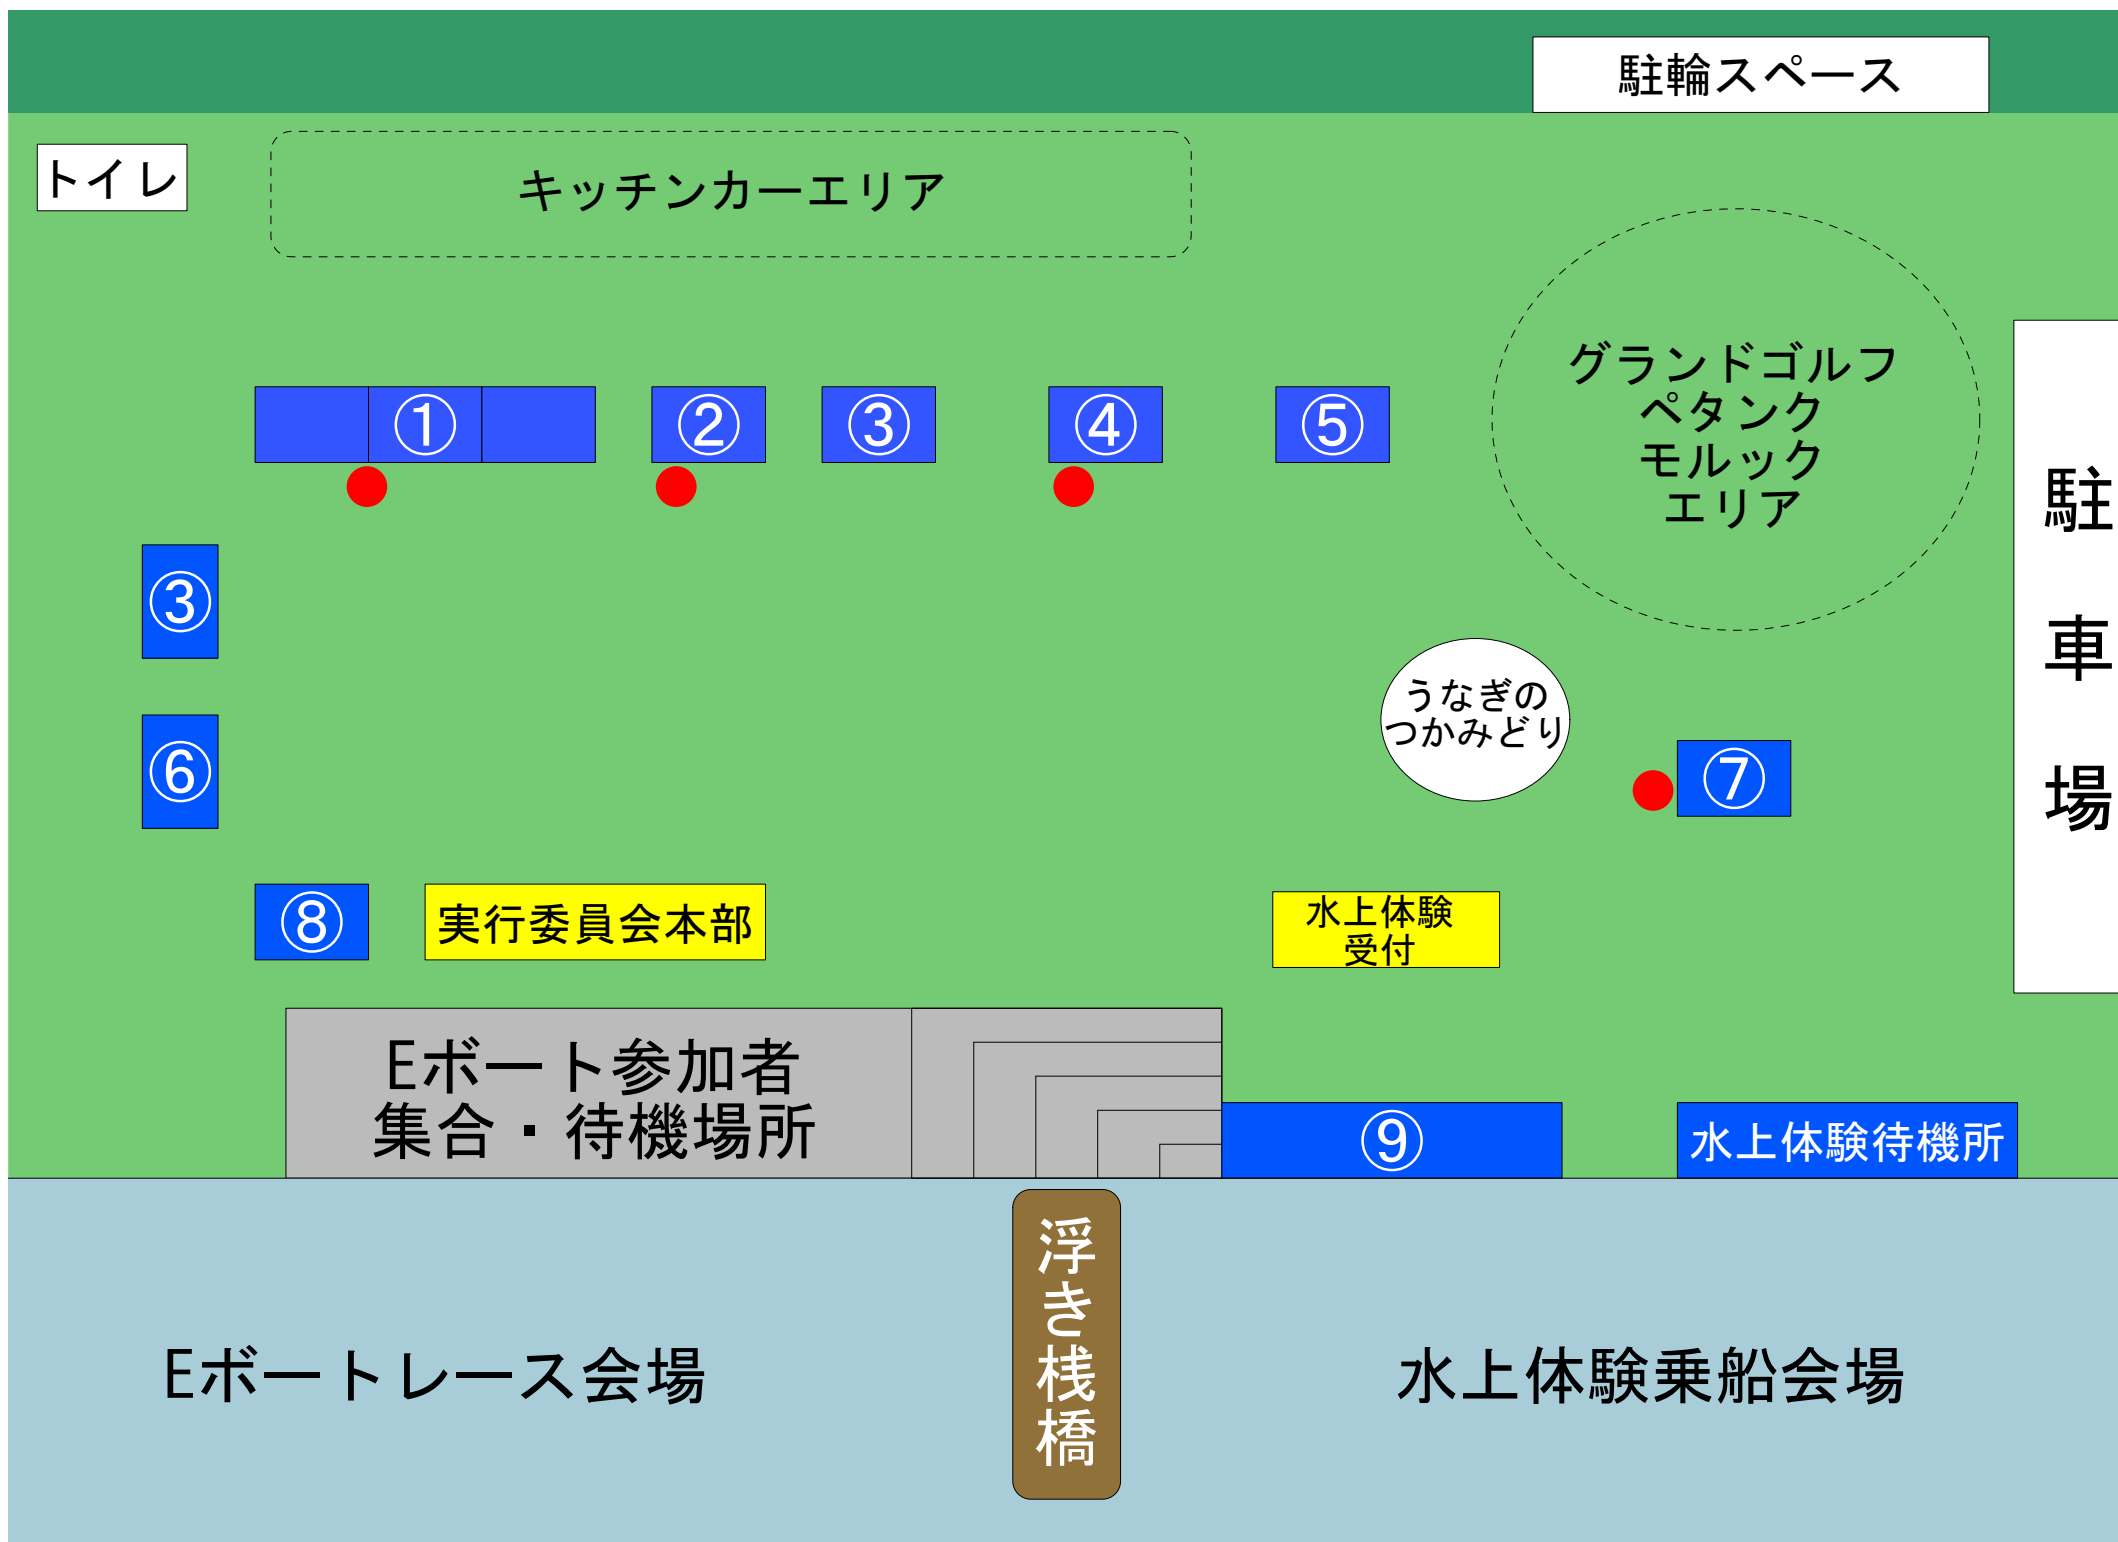 駐輪スペース
トイレ
キッチンカーエリア
グランドゴルフ
ペタンク
モルック
エリア
① ② ③ ④ ⑤
駐車場
③
うなぎの
つかみどり
⑥
⑦
⑧
実行委員会本部
水上体験
受付
Eボート参加者
集合・待機場所
⑨
水上体験待機所
浮き桟橋
Eボートレース会場
水上体験乗船会場